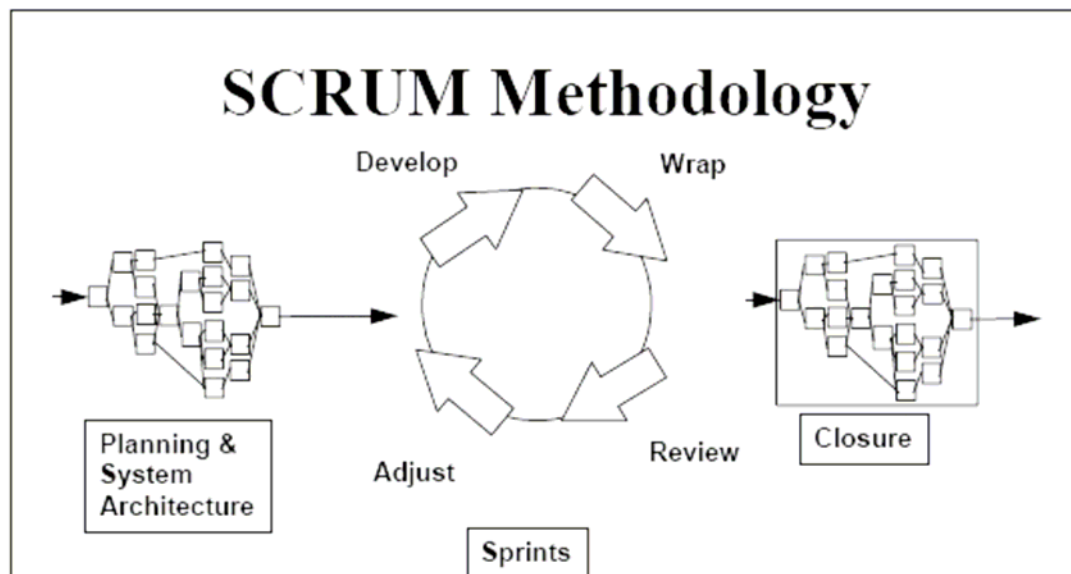 SCRUM Methodology
Develop
Wrap
Planning &
System
Architecture
Adjust
Review
Closure
Sprints